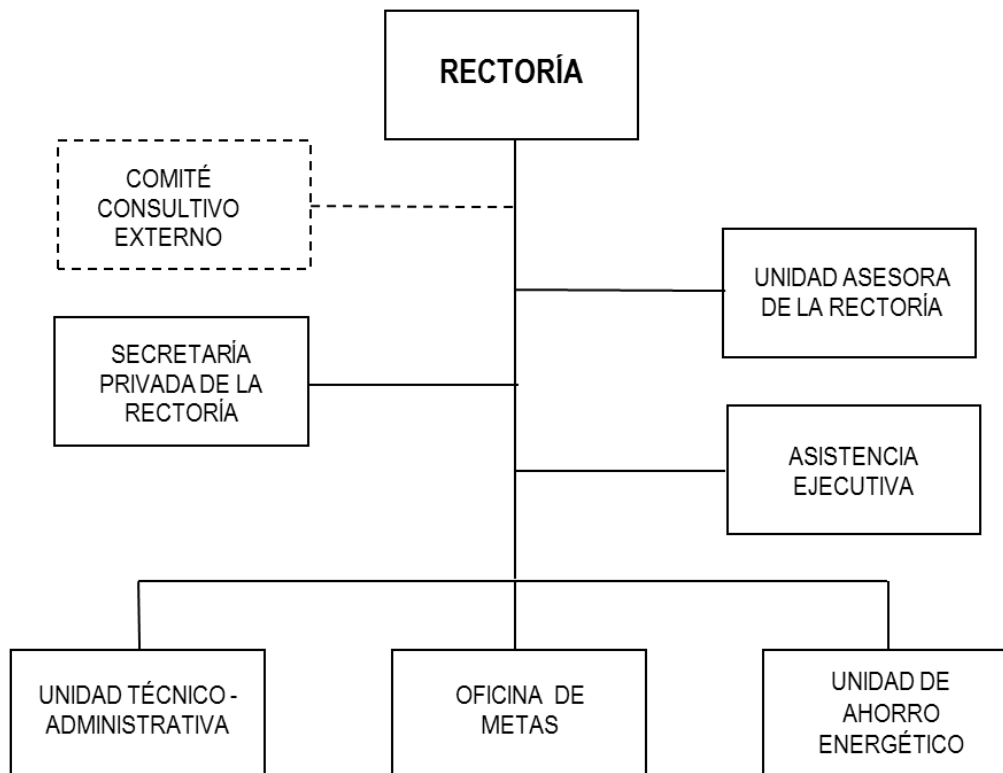 RECTORÍA
COMITÉ
CONSULTIVO
EXTERNO
UNIDAD ASESORA
DE LA RECTORÍA
SECRETARÍA
PRIVADA DE LA
RECTORÍA
ASISTENCIA
EJECUTIVA
UNIDAD TÉCNICO -
ADMINISTRATIVA
OFICINA DE
METAS
UNIDAD DE
AHORRO
ENERGÉTICO